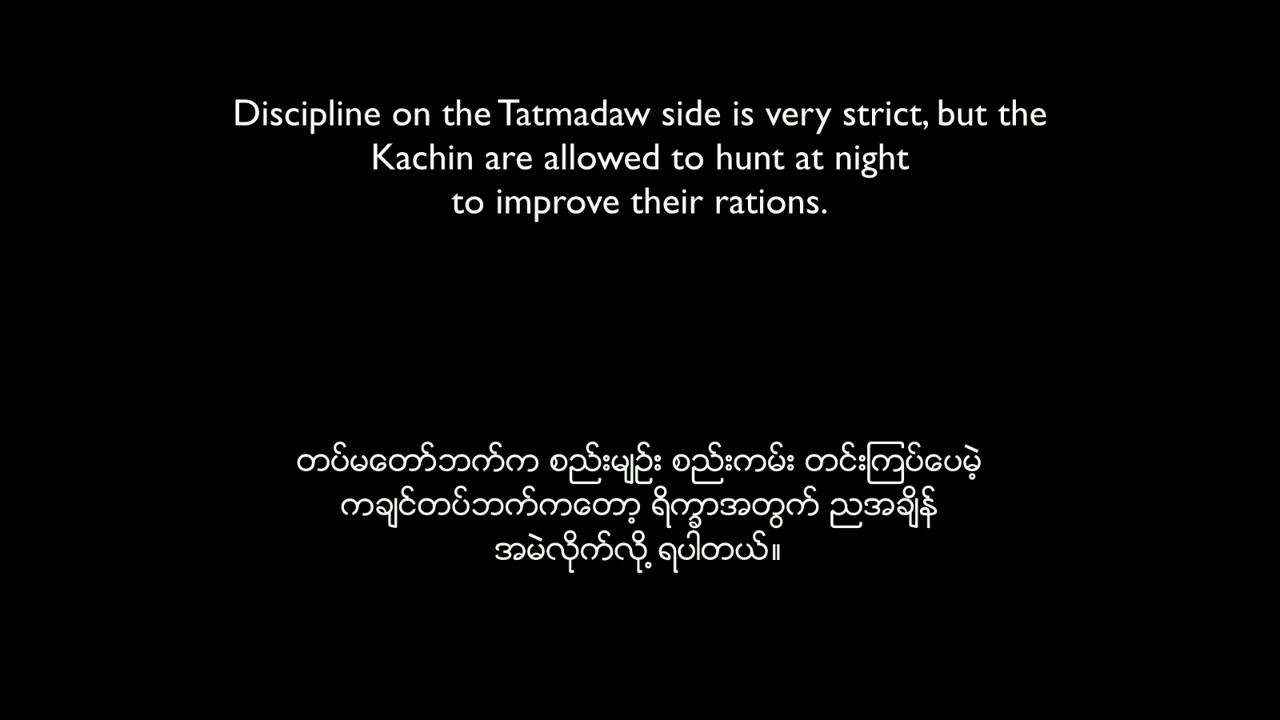 Discipline on the Tatmadaw side is very strict, but the
Kachin are allowed to hunt at night
to improve their rations.
တပ်မတော်ဘက်က စည်းမျဉ်း စည်းကမ်း တင်းကြပ်ပေမဲ့
ကချင်တပ်ဘက်ကတော့ ရိက္ခာအတွက် ညအချိန်
အမဲလိုက်လို့ ရပါတယ်။